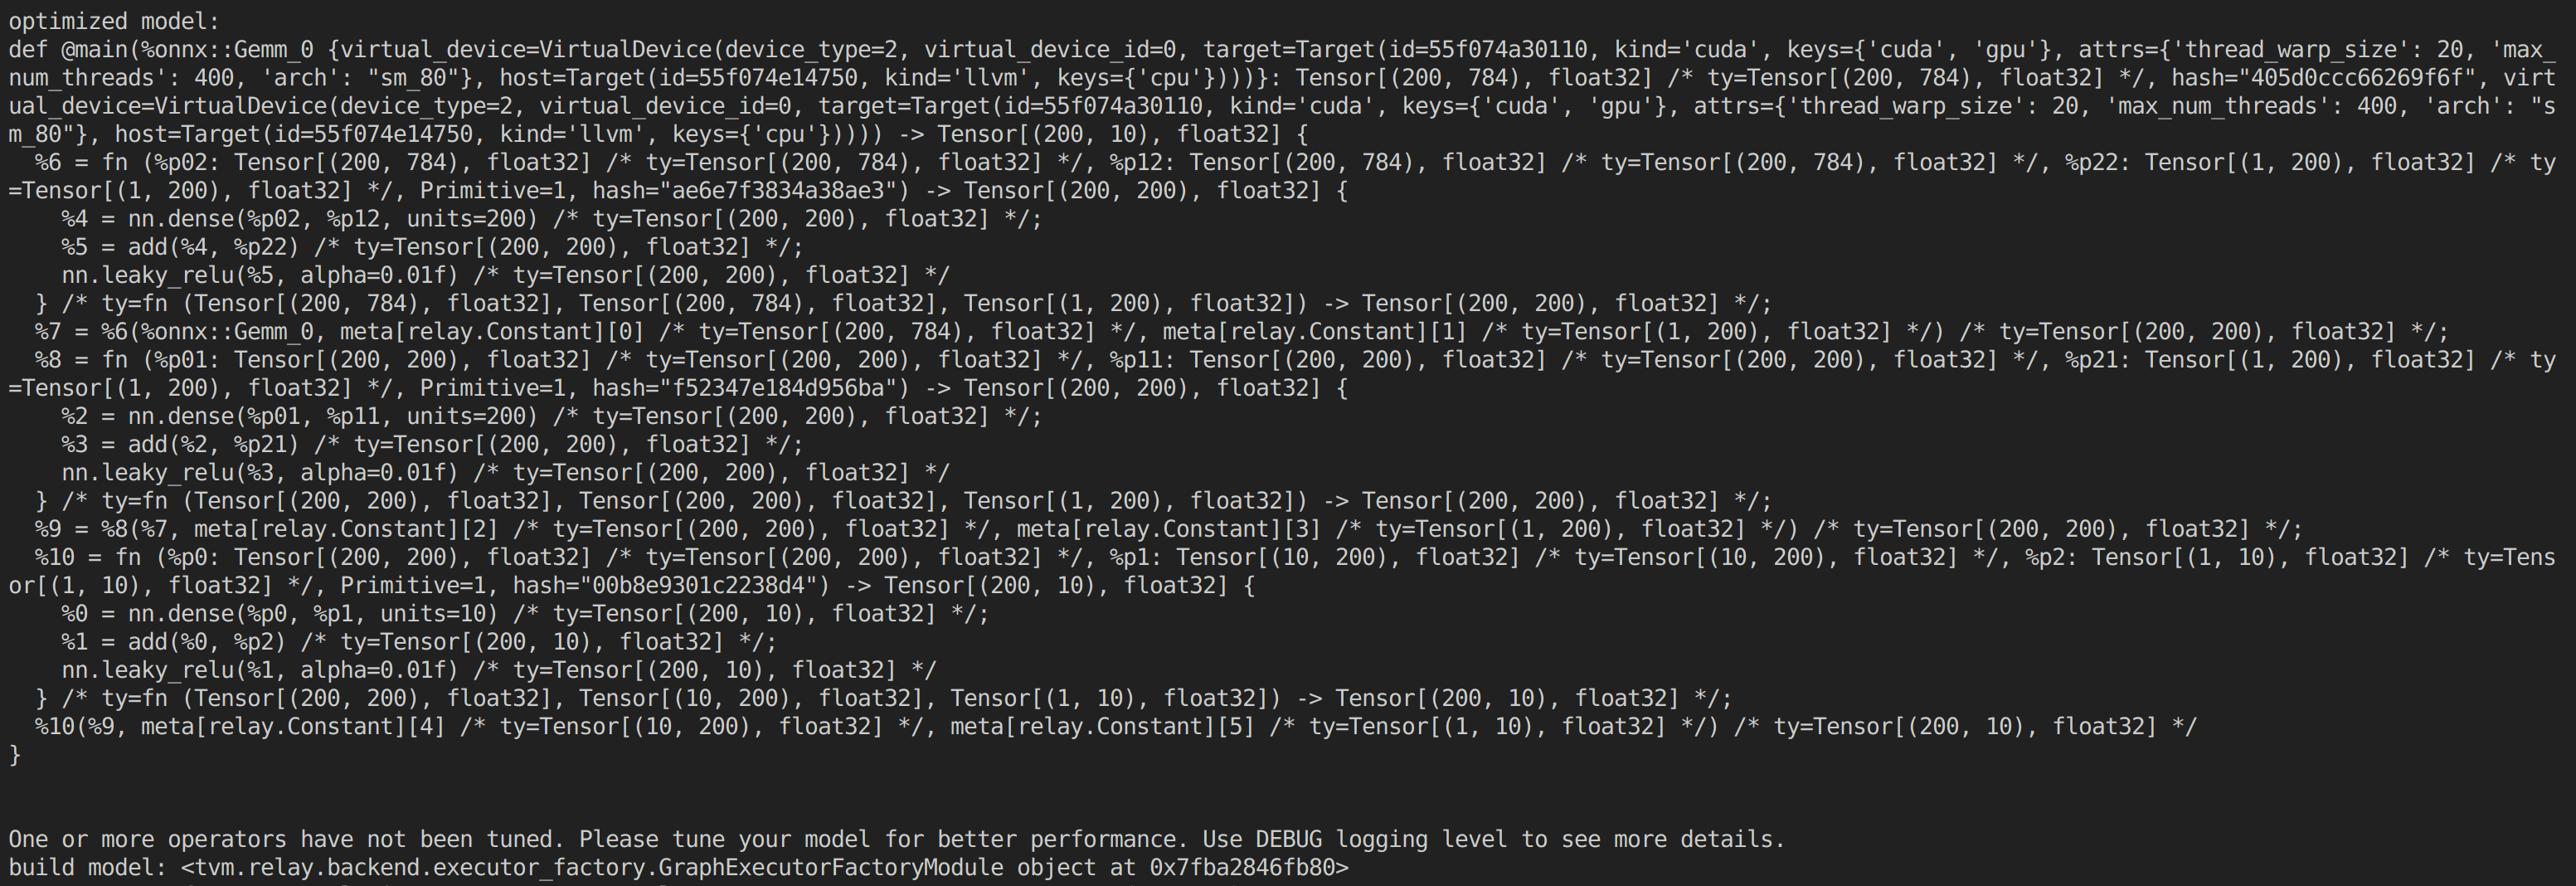 optimized model:
def @main(%onnx::Gemm_0 {virtual_device=VirtualDevice(device_type=2, virtual_device_id=0, target=Target(id=55f074a30110, kind='cuda', keys={'cuda', 'gpu'}, attrs={'thread_warp_size': 20, 'max_
num_threads': 400, 'arch': "sm_80"}, host=Target(id=55f074e14750, kind='llvm', keys={'cpu'})))}: Tensor[(200, 784), float32] /* ty=Tensor[(200, 784), float32] */, hash="405d0ccc66269f6f", virt
ual_device=VirtualDevice(device_type=2, virtual_device_id=0, target=Target(id=55f074a30110, kind='cuda', keys={'cuda', 'gpu'}, attrs={'thread_warp_size': 20, 'max_num_threads': 400, 'arch': "s
m_80"}, host=Target(id=55f074e14750, kind='llvm', keys={'cpu'})))) -> Tensor[(200, 10), float32] {
  %6 = fn (%p02: Tensor[(200, 784), float32] /* ty=Tensor[(200, 784), float32] */, %p12: Tensor[(200, 784), float32] /* ty=Tensor[(200, 784), float32] */, %p22: Tensor[(1, 200), float32] /* ty
=Tensor[(1, 200), float32] */, Primitive=1, hash="ae6e7f3834a38ae3") -> Tensor[(200, 200), float32] {
    %4 = nn.dense(%p02, %p12, units=200) /* ty=Tensor[(200, 200), float32] */;
    %5 = add(%4, %p22) /* ty=Tensor[(200, 200), float32] */;
    nn.leaky_relu(%5, alpha=0.01f) /* ty=Tensor[(200, 200), float32] */
  } /* ty=fn (Tensor[(200, 784), float32], Tensor[(200, 784), float32], Tensor[(1, 200), float32]) -> Tensor[(200, 200), float32] */;
  %7 = %6(%onnx::Gemm_0, meta[relay.Constant][0] /* ty=Tensor[(200, 784), float32] */, meta[relay.Constant][1] /* ty=Tensor[(1, 200), float32] */) /* ty=Tensor[(200, 200), float32] */;
  %8 = fn (%p01: Tensor[(200, 200), float32] /* ty=Tensor[(200, 200), float32] */, %p11: Tensor[(200, 200), float32] /* ty=Tensor[(200, 200), float32] */, %p21: Tensor[(1, 200), float32] /* ty
=Tensor[(1, 200), float32] */, Primitive=1, hash="f52347e184d956ba") -> Tensor[(200, 200), float32] {
    %2 = nn.dense(%p01, %p11, units=200) /* ty=Tensor[(200, 200), float32] */;
    %3 = add(%2, %p21) /* ty=Tensor[(200, 200), float32] */;
    nn.leaky_relu(%3, alpha=0.01f) /* ty=Tensor[(200, 200), float32] */
  } /* ty=fn (Tensor[(200, 200), float32], Tensor[(200, 200), float32], Tensor[(1, 200), float32]) -> Tensor[(200, 200), float32] */;
  %9 = %8(%7, meta[relay.Constant][2] /* ty=Tensor[(200, 200), float32] */, meta[relay.Constant][3] /* ty=Tensor[(1, 200), float32] */) /* ty=Tensor[(200, 200), float32] */;
  %10 = fn (%p0: Tensor[(200, 200), float32] /* ty=Tensor[(200, 200), float32] */, %p1: Tensor[(10, 200), float32] /* ty=Tensor[(10, 200), float32] */, %p2: Tensor[(1, 10), float32] /* ty=Tens
or[(1, 10), float32] */, Primitive=1, hash="00b8e9301c2238d4") -> Tensor[(200, 10), float32] {
    %0 = nn.dense(%p0, %p1, units=10) /* ty=Tensor[(200, 10), float32] */;
    %1 = add(%0, %p2) /* ty=Tensor[(200, 10), float32] */;
    nn.leaky_relu(%1, alpha=0.01f) /* ty=Tensor[(200, 10), float32] */
  } /* ty=fn (Tensor[(200, 200), float32], Tensor[(10, 200), float32], Tensor[(1, 10), float32]) -> Tensor[(200, 10), float32] */;
  %10(%9, meta[relay.Constant][4] /* ty=Tensor[(10, 200), float32] */, meta[relay.Constant][5] /* ty=Tensor[(1, 10), float32] */) /* ty=Tensor[(200, 10), float32] */
}
One or more operators have not been tuned. Please tune your model for better performance. Use DEBUG logging level to see more details.
build model: <tvm.relay.backend.executor_factory.GraphExecutorFactoryModule object at 0x7fba2846fb80>